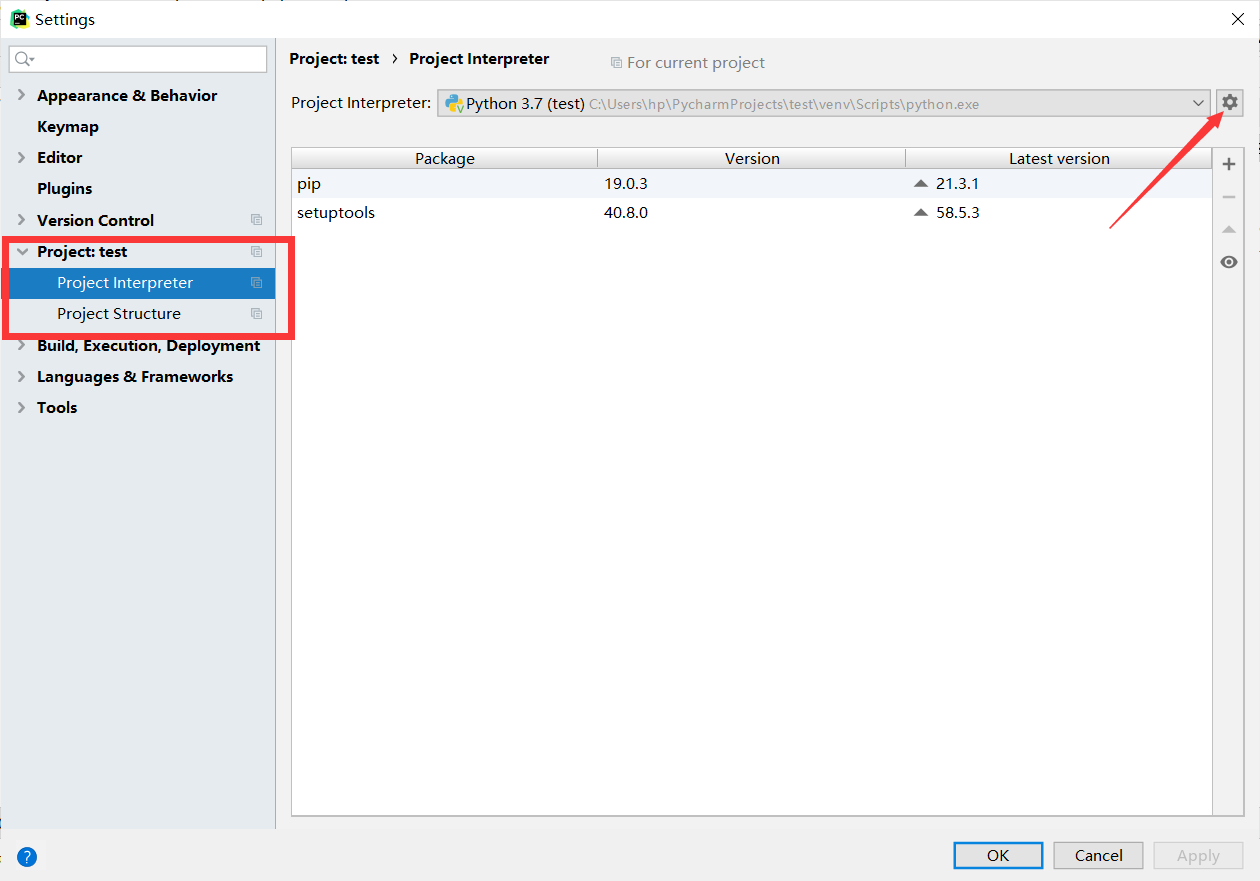 Settings
Project: test › Project Interpreter
For current project
Appearance & Behavior
Keymap
Editor
Plugins
Version Control
Project: test
Project Interpreter
Project Structure
Build, Execution, Deployment
Languages & Frameworks
Tools
Project Interpreter: Python 3.7 (test) C:\Users\hp\PycharmProjects\test\venv\Scripts\python.exe
Package Version Latest version
pip 19.0.3 21.3.1
setuptools 40.8.0 58.5.3
? OK Cancel Apply